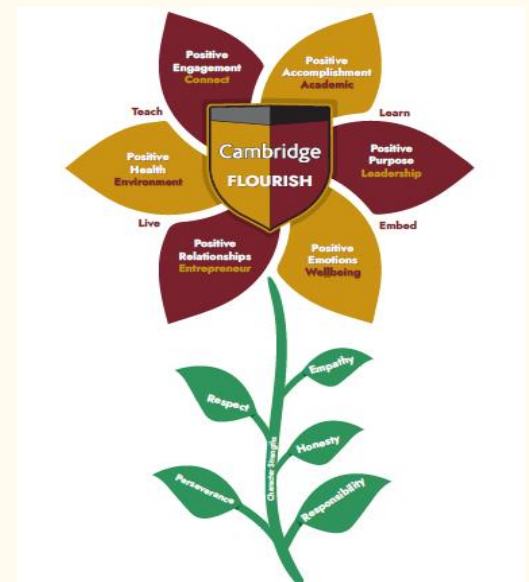 Positive
Engagement
Connect
Positive
Accomplishment
Academic
Teach
Learn
Cambridge
FLOURISH
Positive
Health
Environment
Positive
Purpose
Leadership
Live
Embed
Positive
Relationships
Entrepreneur
Positive
Emotions
Wellbeing
Empathy
Respect
Honesty
Character Strengths
Perseverance
Responsibility